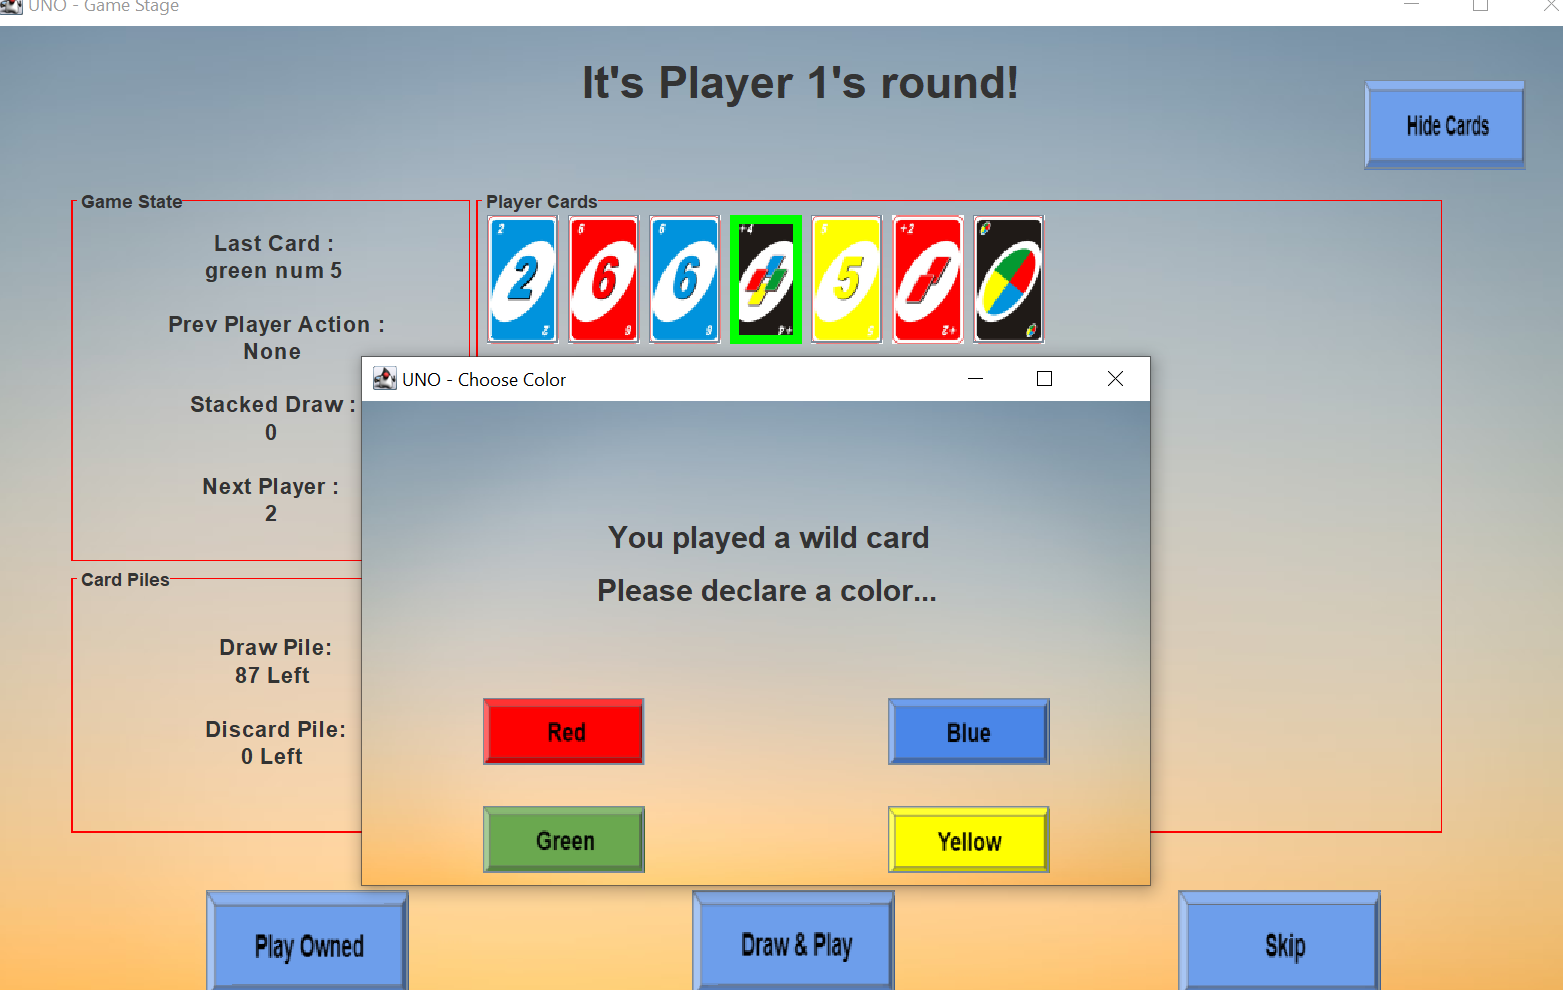 UNO - Game Stage
It's Player 1's round!
Hide Cards
Game State
Last Card :
green num 5
Prev Player Action :
None
Stacked Draw :
0
Next Player :
2
Player Cards
2 2 2
6 6 6
6 6 6
+4 +4
5 5 5
+2 +2
UNO - Choose Color
You played a wild card
Please declare a color...
Red
Blue
Green
Yellow
Card Piles
Draw Pile:
87 Left
Discard Pile:
0 Left
Play Owned
Draw & Play
Skip